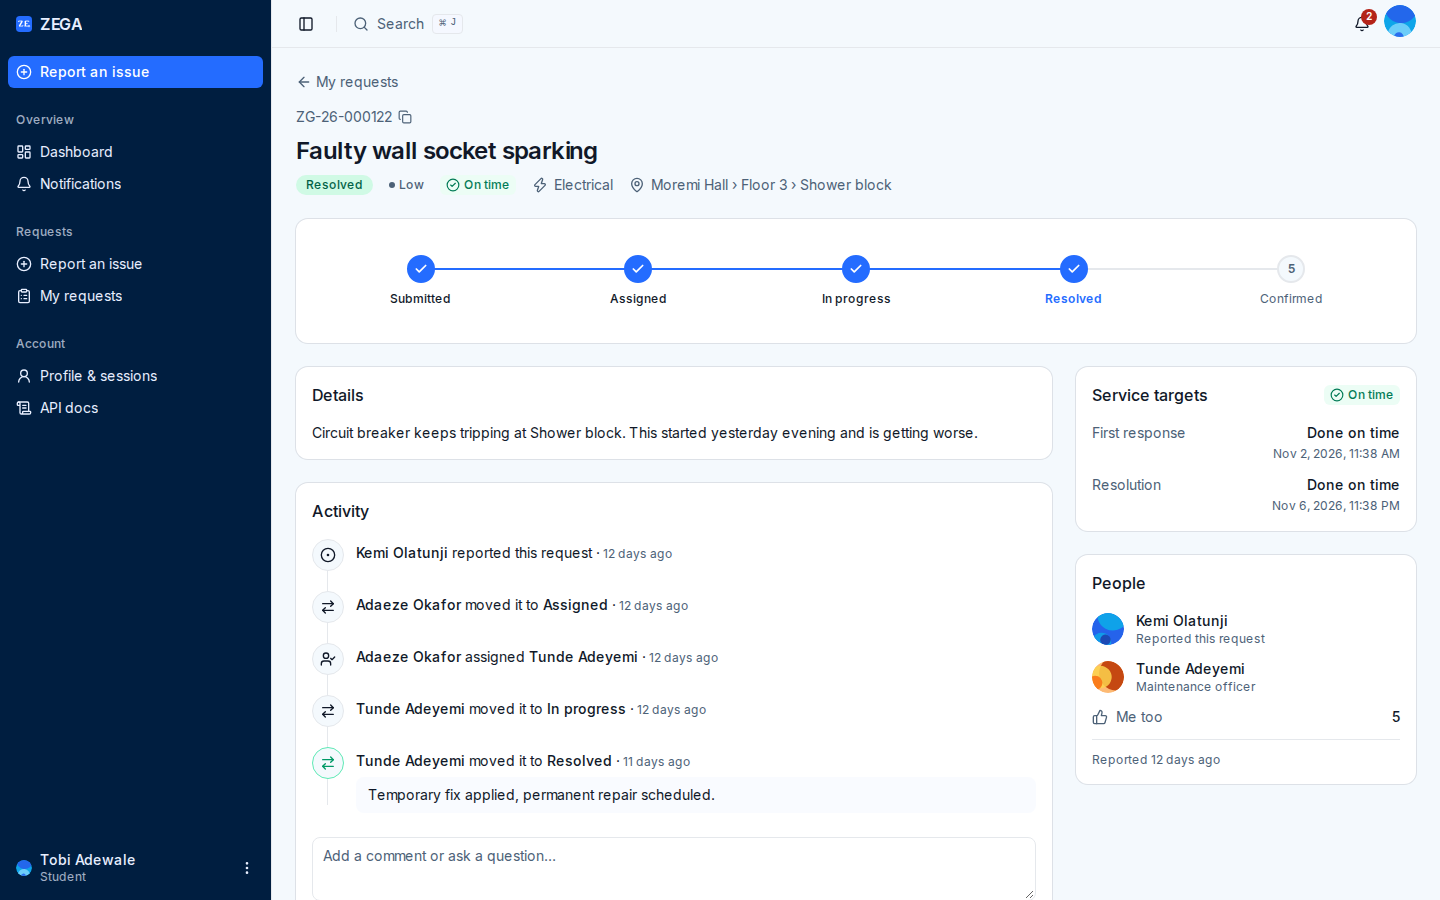 ZE
ZEGA
Report an issue
Overview
Dashboard
Notifications
Requests
Report an issue
My requests
Account
Profile & sessions
API docs
Tobi Adewale
Student
Search ⌘ J
2
My requests
ZG-26-000122
Faulty wall socket sparking
Resolved Low On time Electrical Moremi Hall › Floor 3 › Shower block
5
Submitted Assigned In progress Resolved Confirmed
Details
Circuit breaker keeps tripping at Shower block. This started yesterday evening and is getting worse.
Activity
Kemi Olatunji reported this request · 12 days ago
Adaeze Okafor moved it to Assigned · 12 days ago
Adaeze Okafor assigned Tunde Adeyemi · 12 days ago
Tunde Adeyemi moved it to In progress · 12 days ago
Tunde Adeyemi moved it to Resolved · 11 days ago
Temporary fix applied, permanent repair scheduled.
Add a comment or ask a question...
Service targets On time
First response Done on time
Nov 2, 2026, 11:38 AM
Resolution Done on time
Nov 6, 2026, 11:38 PM
People
Kemi Olatunji
Reported this request
Tunde Adeyemi
Maintenance officer
Me too 5
Reported 12 days ago